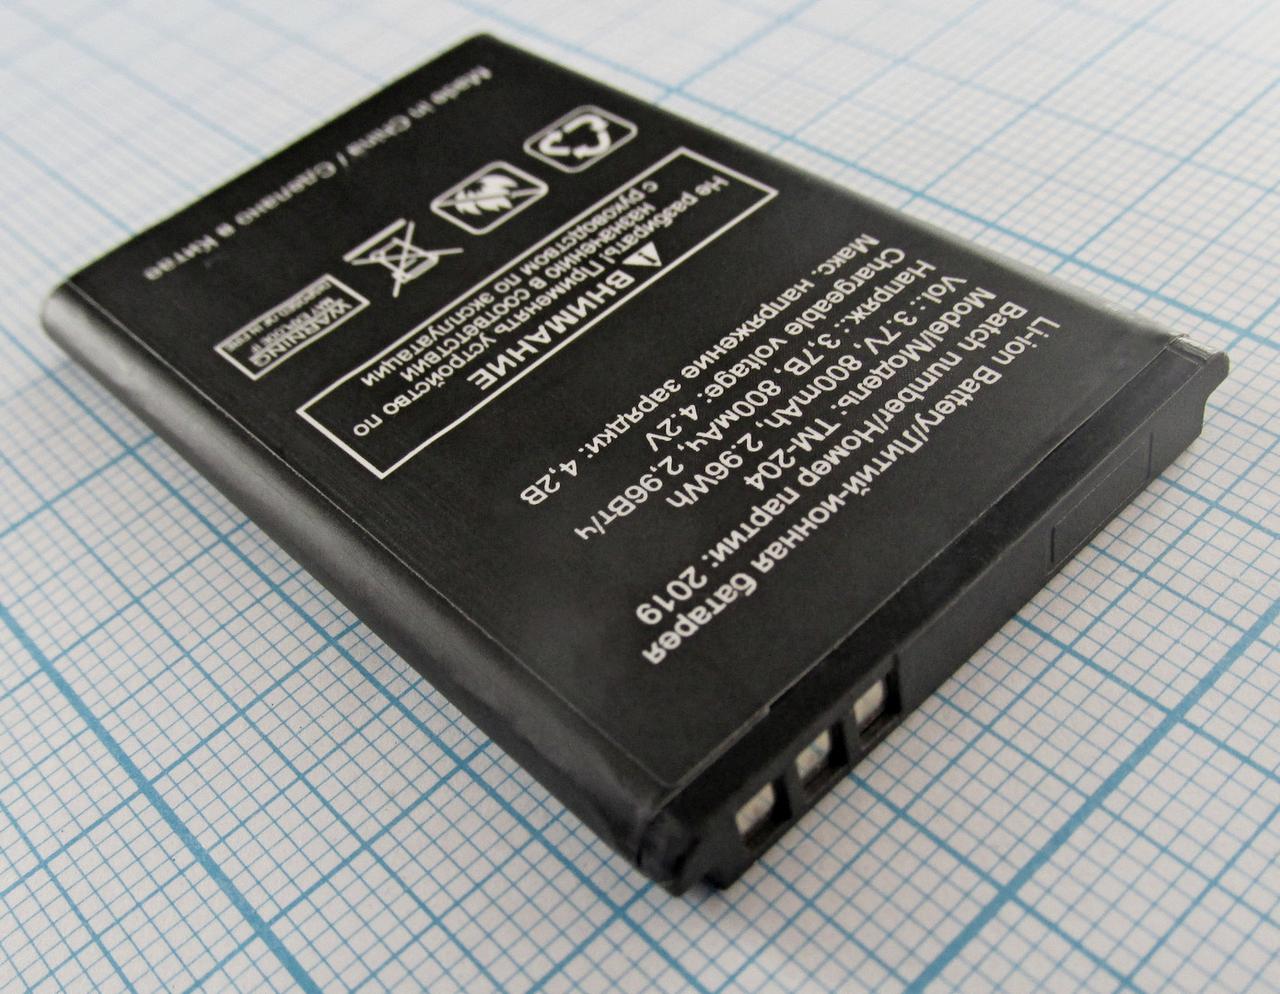 Li-ion Battery/Литий-ионная батарея
Batch number/Номер партии: 2019
Model/Модель: TM-204
Vol.: 3.7V, 800mAh, 2.96Wh
Напряж.: 3,7В, 800мАч, 2,96Вт/ч
Chargeable voltage: 4.2V
Макс. напряжение зарядки: 4,2В
ВНИМАНИЕ
Не разбирать! Применять устройство по
назначению в соответствии
с руководством по эксплуатации
WARNING
Made in China / Сделано в Китае